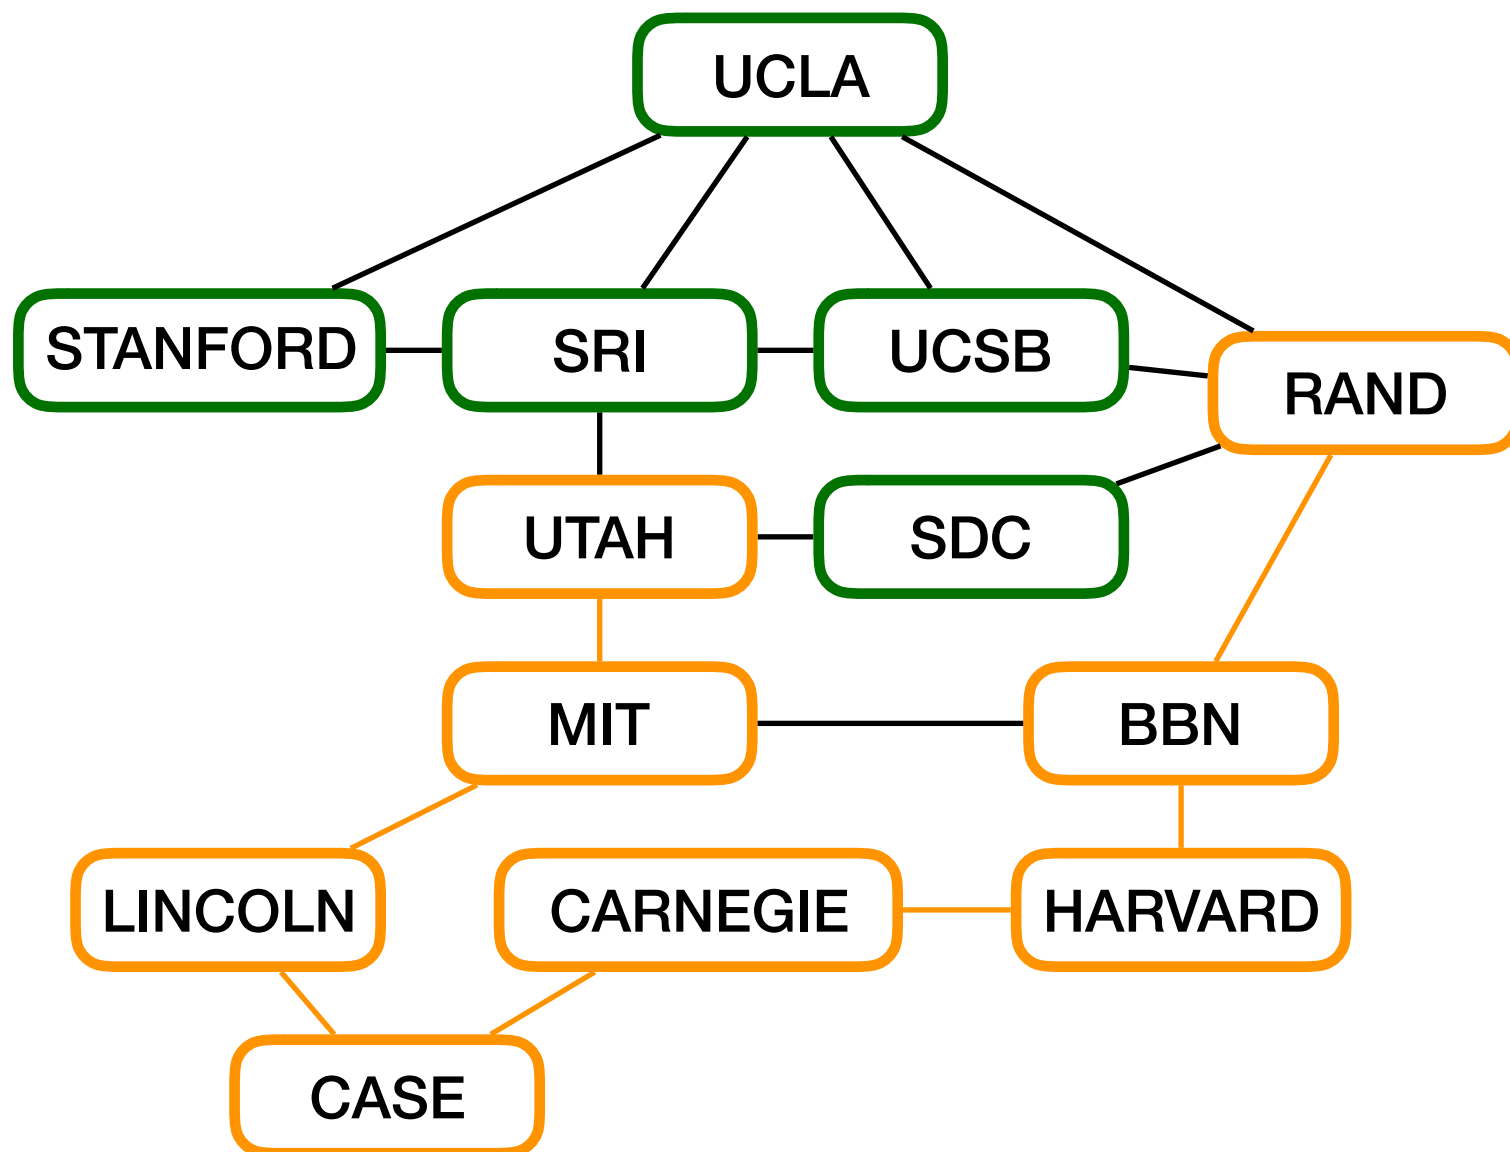 UCLA
STANFORD
SRI
UCSB
RAND
UTAH
SDC
MIT
BBN
LINCOLN
CARNEGIE
HARVARD
CASE